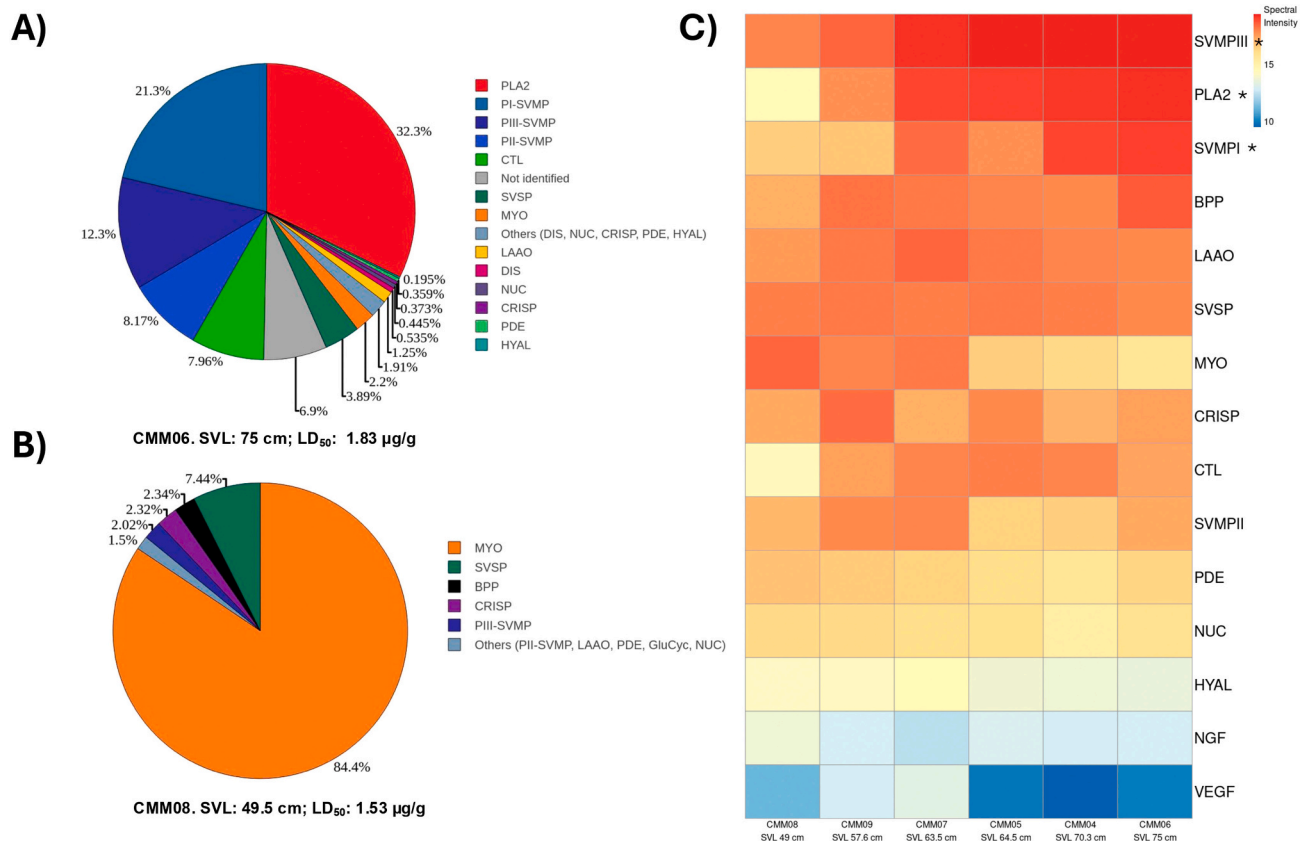 A)
21.3%
32.3%
12.3%
8.17%
7.96%
6.9%
3.89%
2.2%
1.91%
1.25%
0.535%
0.445%
0.373%
0.359%
0.195%
PLA2
PI-SVMP
PIII-SVMP
PII-SVMP
CTL
Not identified
SVSP
MYO
Others (DIS, NUC, CRISP, PDE, HYAL)
LAAO
DIS
NUC
CRISP
PDE
HYAL
CMM06. SVL: 75 cm; LD₅₀: 1.83 µg/g
B)
7.44%
2.34%
2.32%
2.02%
1.5%
84.4%
MYO
SVSP
BPP
CRISP
PIII-SVMP
Others (PII-SVMP, LAAO, PDE, GluCyc, NUC)
CMM08. SVL: 49.5 cm; LD₅₀: 1.53 µg/g
C)
Spectral
Intensity
15
10
SVMPIII *
PLA2 *
SVMPI *
BPP
LAAO
SVSP
MYO
CRISP
CTL
SVMPII
PDE
NUC
HYAL
NGF
VEGF
CMM08 CMM09 CMM07 CMM05 CMM04 CMM06
SVL 49 cm SVL 57.6 cm SVL 63.5 cm SVL 64.5 cm SVL 70.3 cm SVL 75 cm